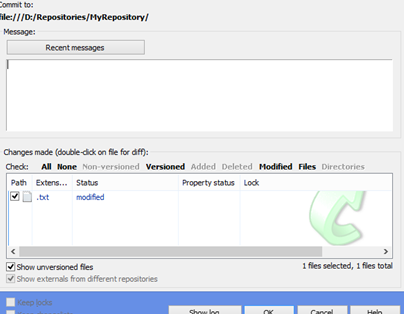 Commit to:
file:///D:/Repositories/MyRepository/
Message:
Recent messages
Changes made (double-click on file for diff):
Check: All None Non-versioned Versioned Added Deleted Modified Files Directories
Path Extens... Status Property status Lock
.txt modified
Show unversioned files 1 files selected, 1 files total
Show externals from different repositories
Keep locks
Show log OK Cancel Help